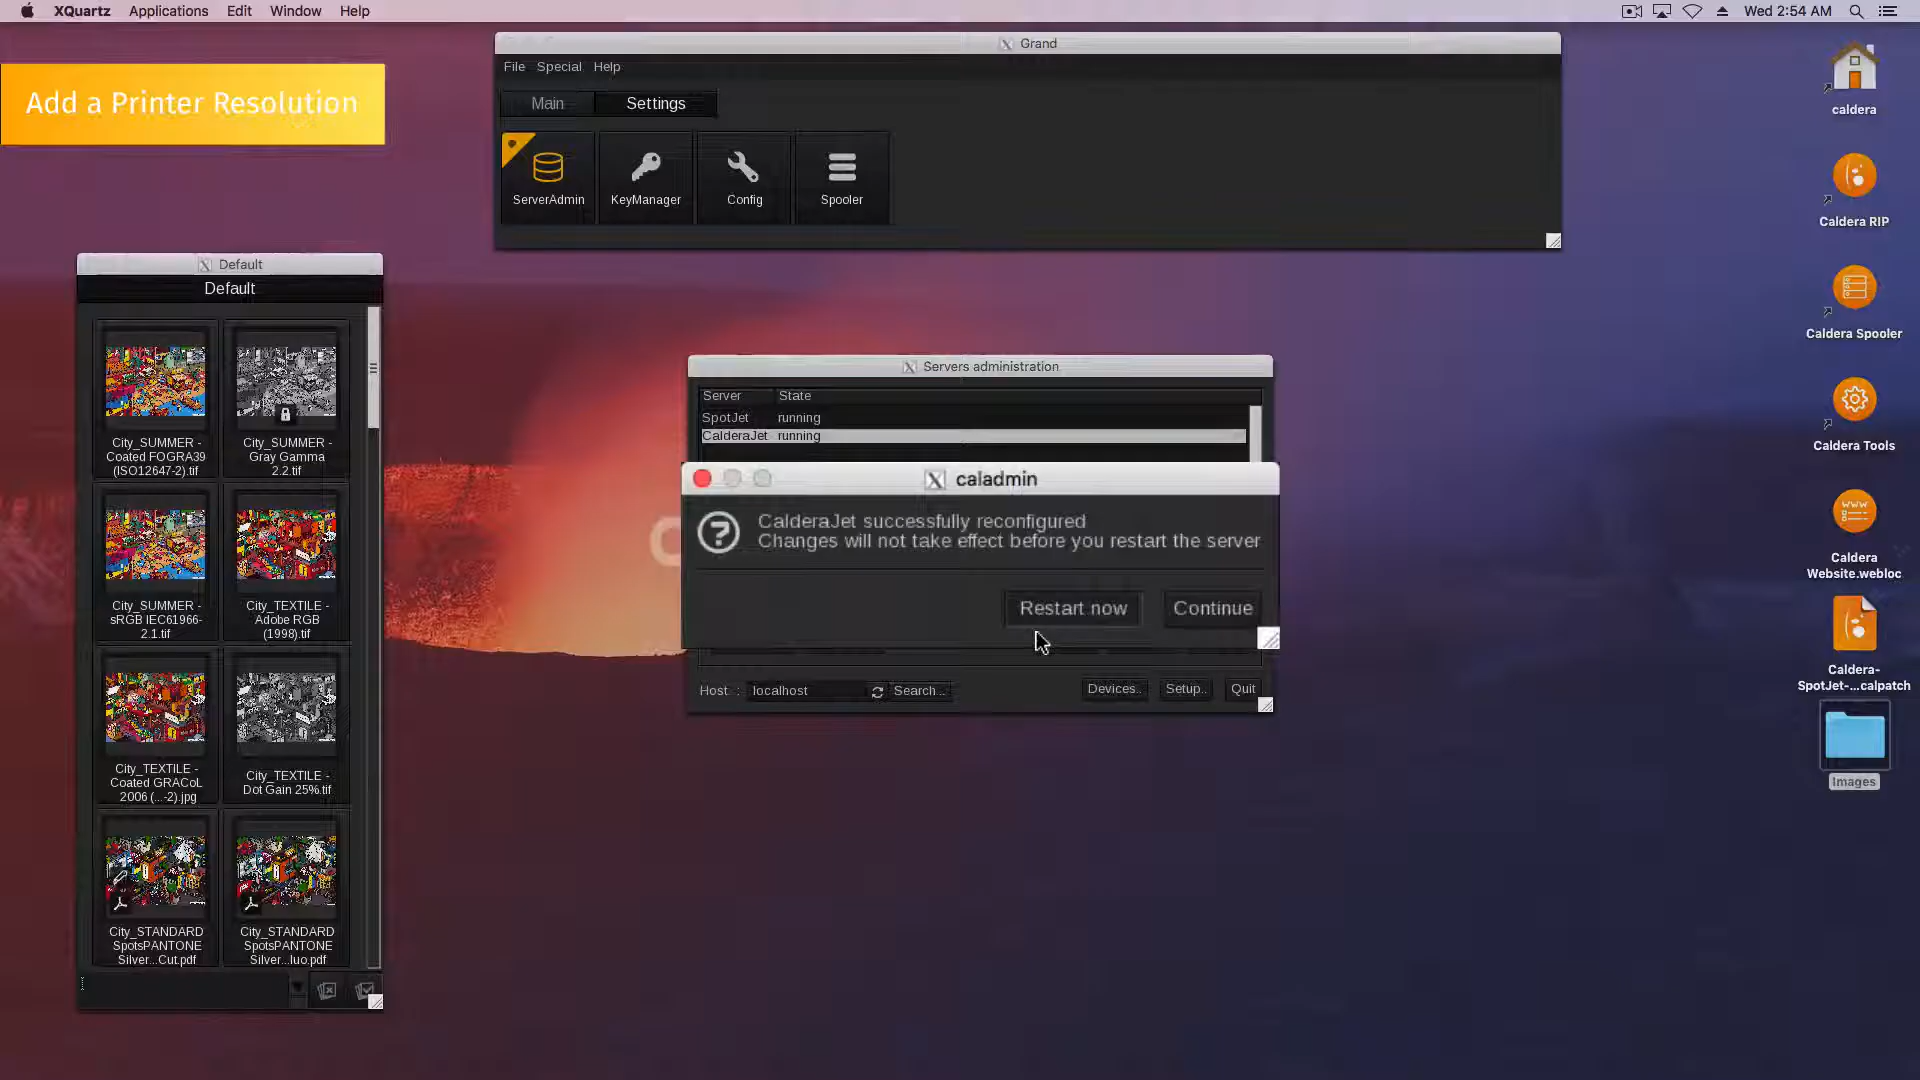 XQuartz Applications Edit Window Help
Wed 2:54 AM
Add a Printer Resolution
Grand
File Special Help
Main Settings
ServerAdmin KeyManager Config Spooler
Default
Default
City_SUMMER -
Coated FOGRA39
(ISO12647-2).tif
City_SUMMER -
Gray Gamma
2.2.tif
City_SUMMER -
sRGB IEC61966-
2.1.tif
City_TEXTILE -
Adobe RGB
(1998).tif
City_TEXTILE -
Coated GRACoL
2006 (...-2).jpg
City_TEXTILE -
Dot Gain 25%.tif
City_STANDARD
SpotsPANTONE
Silver...Cut.pdf
City_STANDARD
SpotsPANTONE
Silver...luo.pdf
Servers administration
Server State
SpotJet running
CalderaJet running
caladmin
CalderaJet successfully reconfigured
Changes will not take effect before you restart the server
Restart now Continue
Host : localhost Search... Devices.. Setup.. Quit
caldera
Caldera RIP
Caldera Spooler
Caldera Tools
WWW
Caldera
Website.webloc
Caldera-
SpotJet-...calpatch
Images